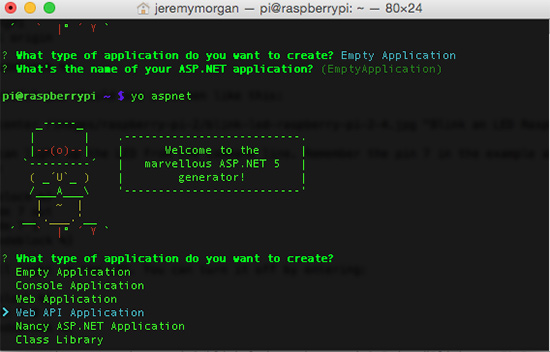 jeremymorgan — pi@raspberrypi: ~ — 80×24
? What type of application do you want to create? Empty Application
? What's the name of your ASP.NET application? (EmptyApplication)
pi@raspberrypi ~ $ yo aspnet
Welcome to the
marvellous ASP.NET 5
generator!
? What type of application do you want to create?
Empty Application
Console Application
Web Application
❯ Web API Application
Nancy ASP.NET Application
Class Library